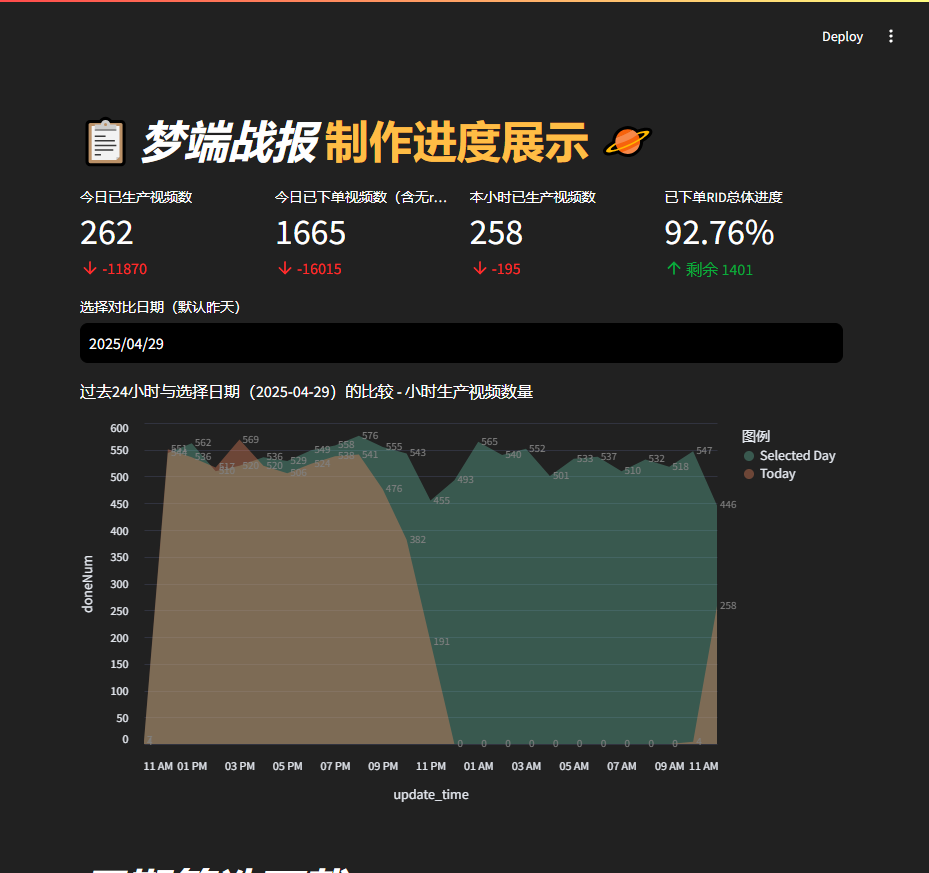 Deploy
梦端战报 制作进度展示
今日已生产视频数
262
-11870
今日已下单视频数（含无r...
1665
-16015
本小时已生产视频数
258
-195
已下单RID总体进度
92.76%
剩余 1401
选择对比日期（默认昨天）
2025/04/29
过去24小时与选择日期（2025-04-29）的比较 - 小时生产视频数量
图例
Selected Day
Today
doneNum
600
550
500
450
400
350
300
250
200
150
100
50
0
551 562 536 517 569 520 536 520 529 506 549 524 558 538 576 541 555 476 543 382 455 191 493 565 540 552 501 533 537 510 532 518 547 446
0 0 0 0 0 0 0 0 0 0 4 258
11 AM 01 PM 03 PM 05 PM 07 PM 09 PM 11 PM 01 AM 03 AM 05 AM 07 AM 09 AM 11 AM
update_time